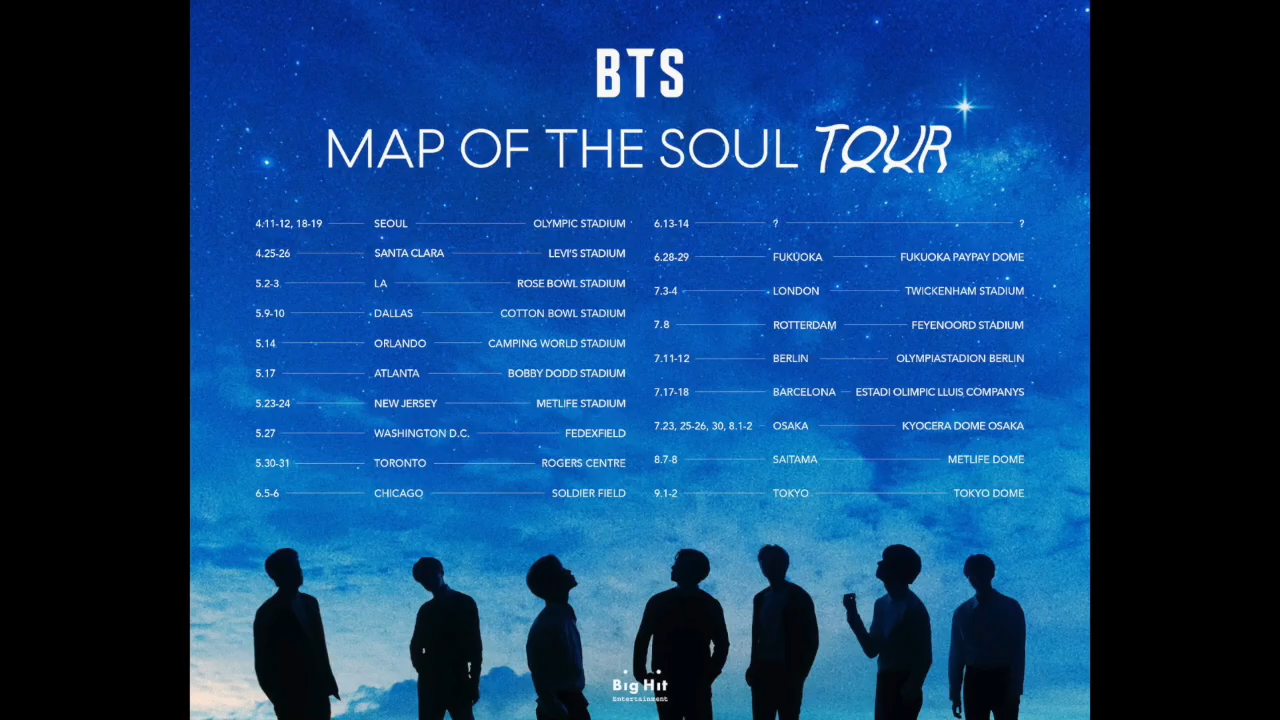 BTS
MAP OF THE SOUL TOUR
4.11-12, 18-19 SEOUL OLYMPIC STADIUM
4.25-26 SANTA CLARA LEVI'S STADIUM
5.2-3 LA ROSE BOWL STADIUM
5.9-10 DALLAS COTTON BOWL STADIUM
5.14 ORLANDO CAMPING WORLD STADIUM
5.17 ATLANTA BOBBY DODD STADIUM
5.23-24 NEW JERSEY METLIFE STADIUM
5.27 WASHINGTON D.C. FEDEXFIELD
5.30-31 TORONTO ROGERS CENTRE
6.5-6 CHICAGO SOLDIER FIELD
6.13-14 ? ?
6.28-29 FUKUOKA FUKUOKA PAYPAY DOME
7.3-4 LONDON TWICKENHAM STADIUM
7.8 ROTTERDAM FEYENOORD STADIUM
7.11-12 BERLIN OLYMPIASTADION BERLIN
7.17-18 BARCELONA ESTADI OLIMPIC LLUIS COMPANYS
7.23, 25-26, 30, 8.1-2 OSAKA KYOCERA DOME OSAKA
8.7-8 SAITAMA METLIFE DOME
9.1-2 TOKYO TOKYO DOME
Big Hit
Entertainment